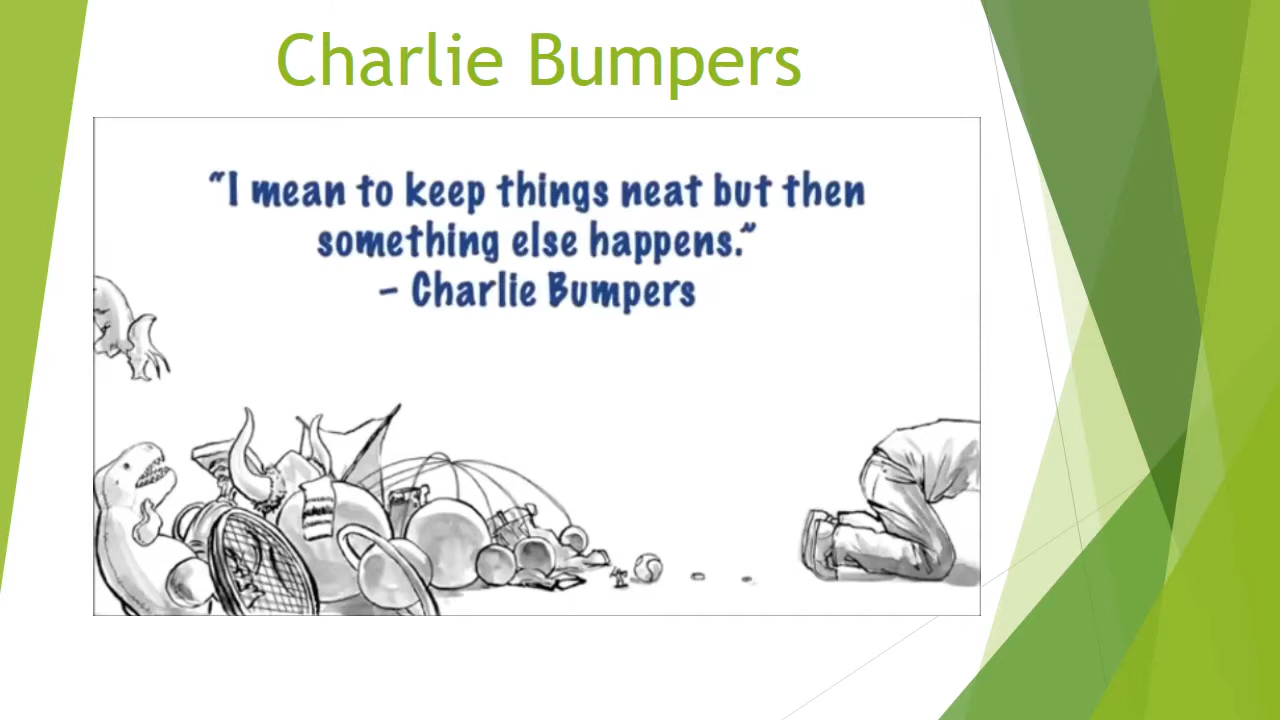 Charlie Bumpers
“I mean to keep things neat but then
something else happens.”
– Charlie Bumpers